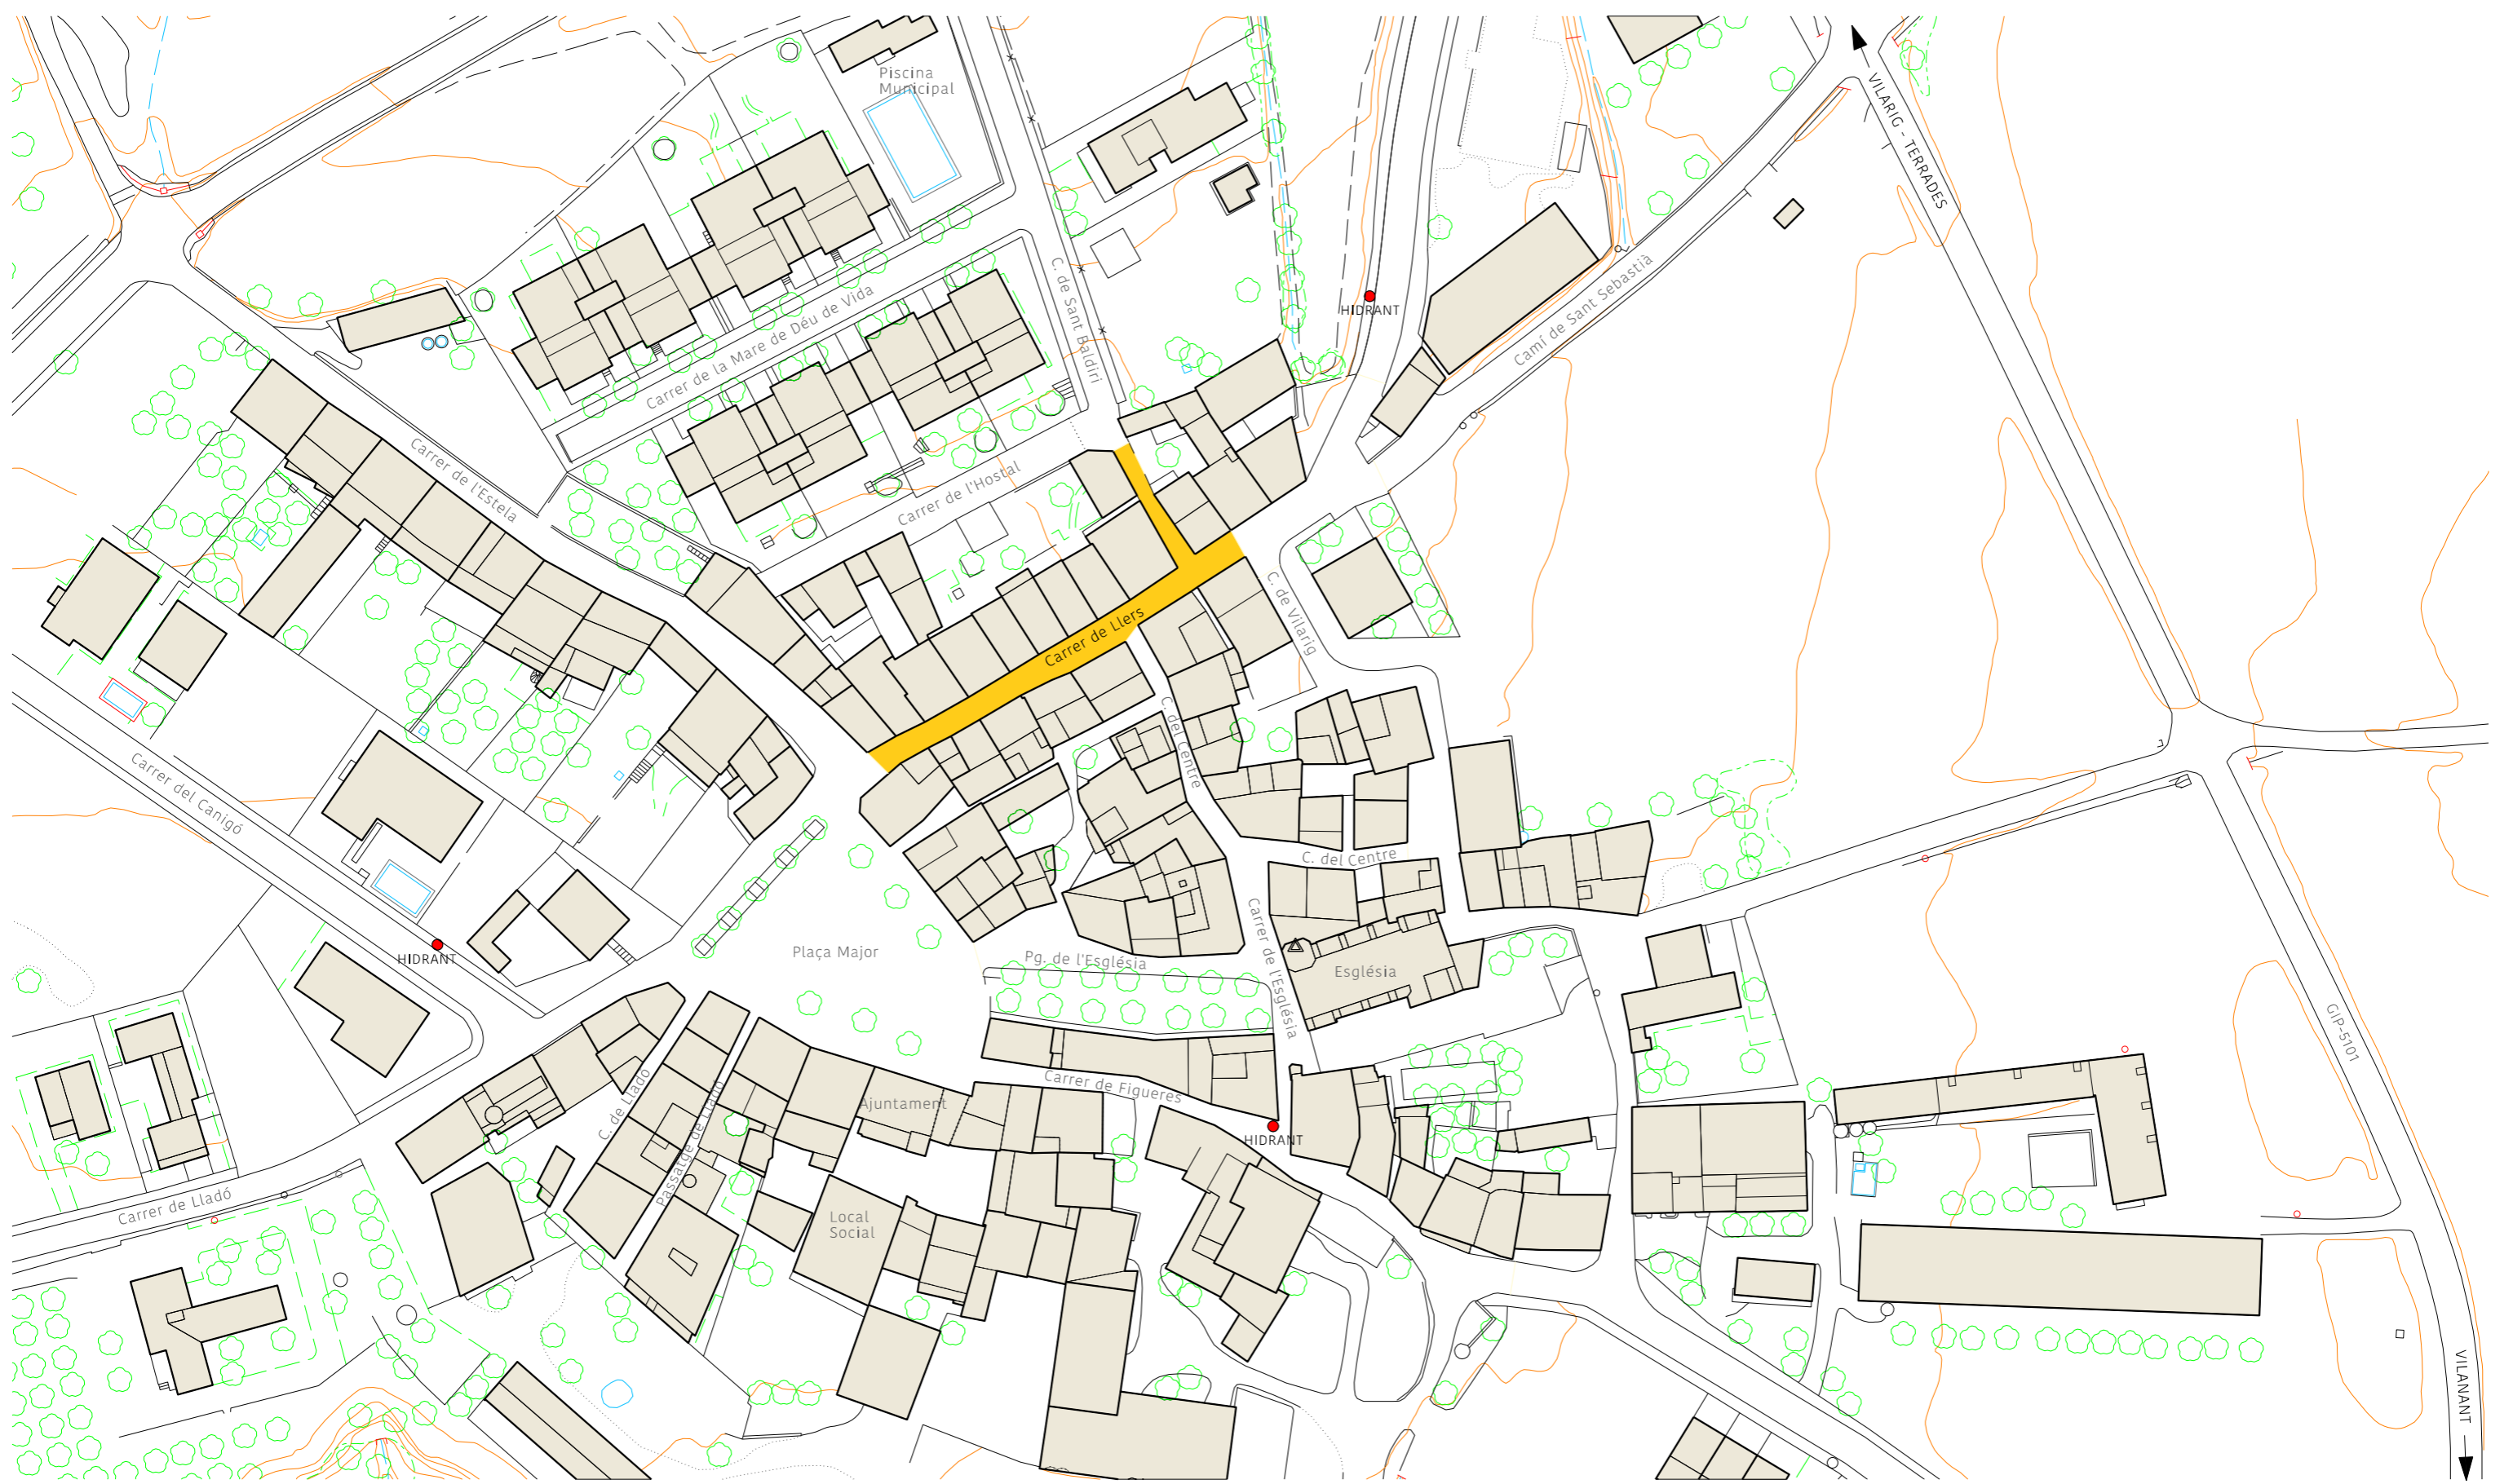 Piscina
Municipal
VILARIG - TERRADES
C. de Sant Baldiri
HIDRANT
Camí de Sant Sebastià
Carrer de la Mare de Déu de Vida
Carrer de l'Estela
Carrer de l'Hostal
C. de Vilarig
Carrer de Llers
C. del Centre
Carrer del Canigó
C. del Centre
HIDRANT
Plaça Major
Pg. de l'Església
Carrer de l'Església
Església
GIP-5101
Carrer de Figueres
Ajuntament
C. de Lladó
Passatge de Lladó
HIDRANT
Carrer de Lladó
Local
Social
VILANANT